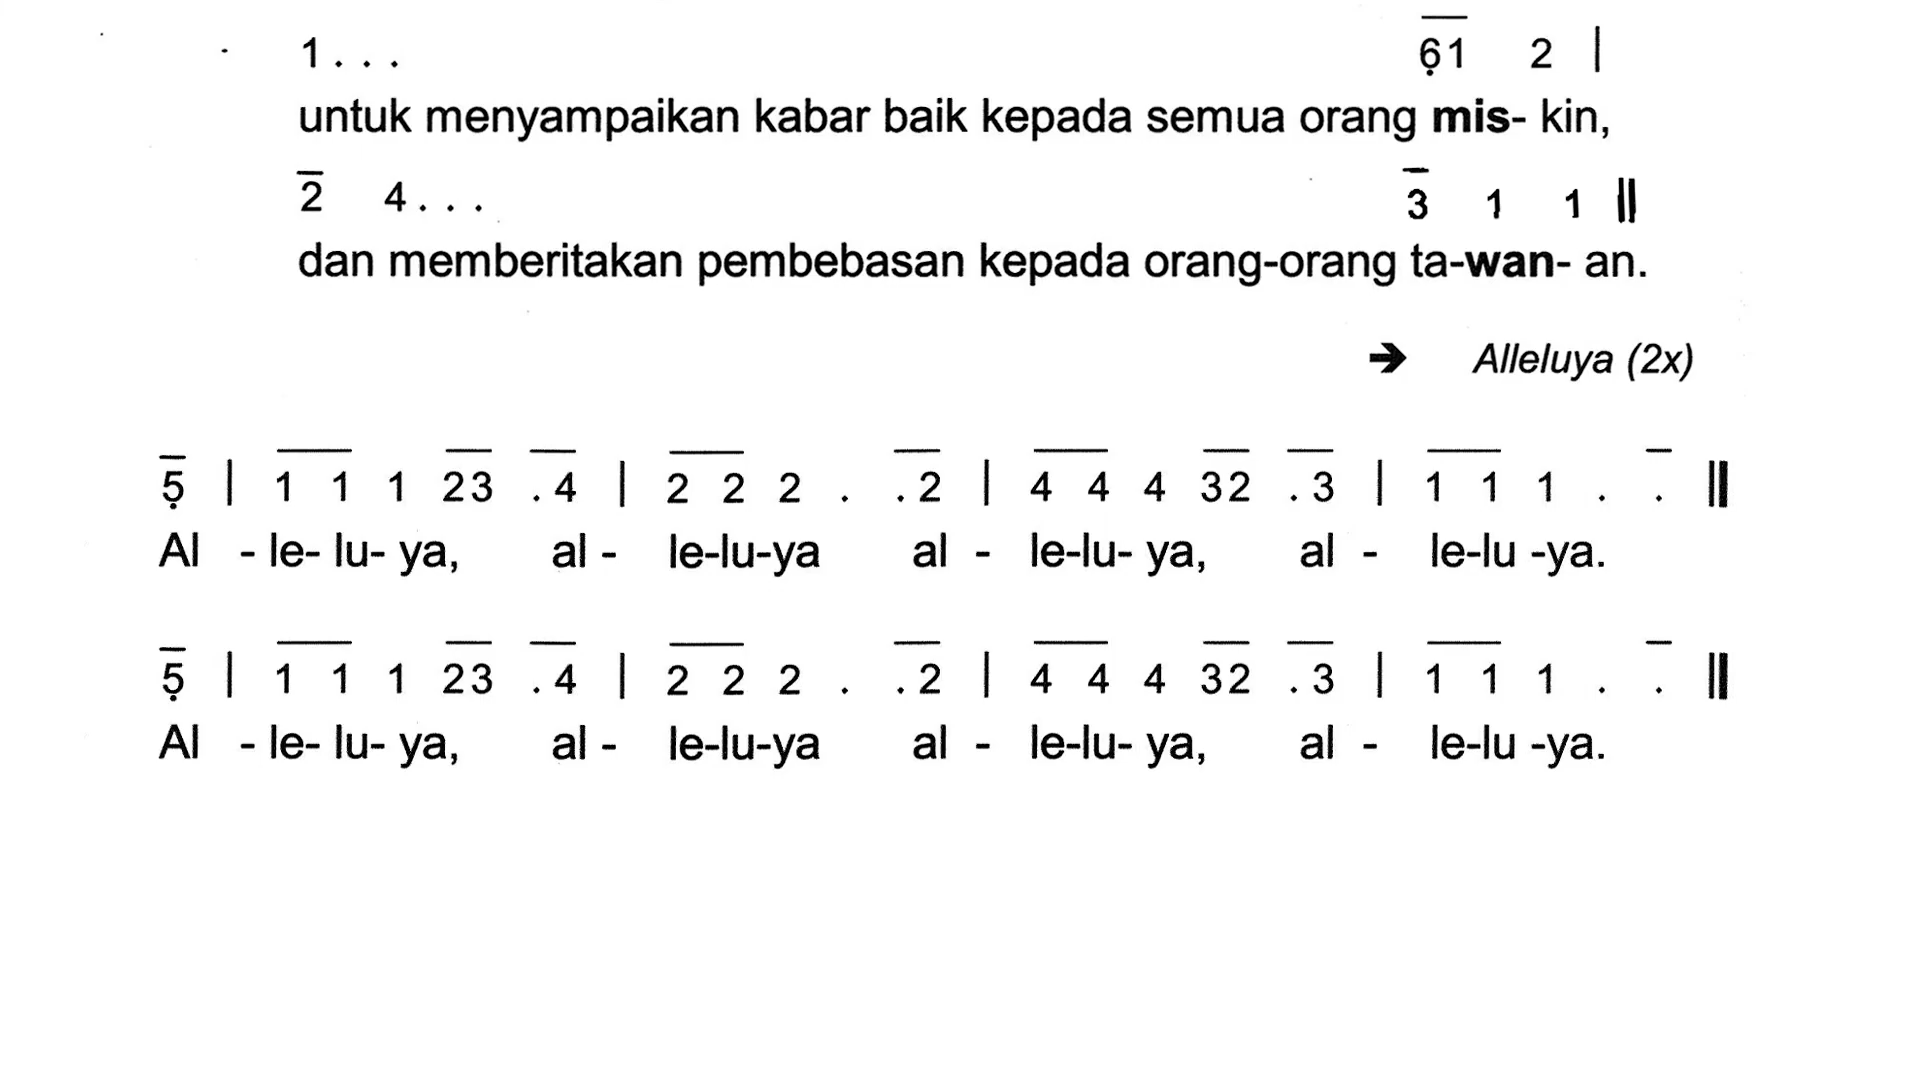 1 . . . 6̣1 2 |
untuk menyampaikan kabar baik kepada semua orang mis- kin,
2 4 . . . 3 1 1 ||
dan memberitakan pembebasan kepada orang-orang ta-wan- an.
➔ Alleluya (2x)
5̣ | 1 1 1 23 . 4 | 2 2 2 . . 2 | 4 4 4 32 . 3 | 1 1 1 . . ||
Al - le- lu- ya, al - le-lu-ya al - le-lu- ya, al - le-lu -ya.
5̣ | 1 1 1 23 . 4 | 2 2 2 . . 2 | 4 4 4 32 . 3 | 1 1 1 . . ||
Al - le- lu- ya, al - le-lu-ya al - le-lu- ya, al - le-lu -ya.